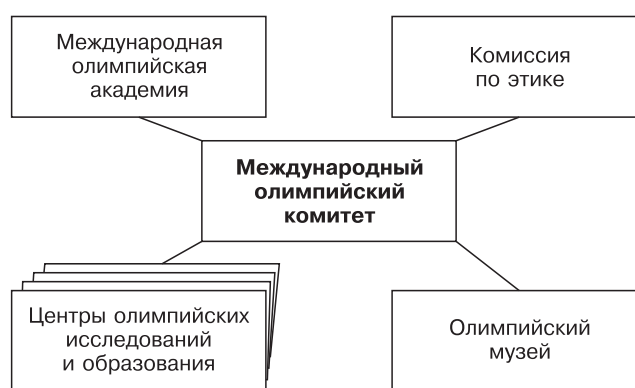 Международная
олимпийская
академия
Комиссия
по этике
Международный
олимпийский
комитет
Центры олимпийских
исследований
и образования
Олимпийский
музей